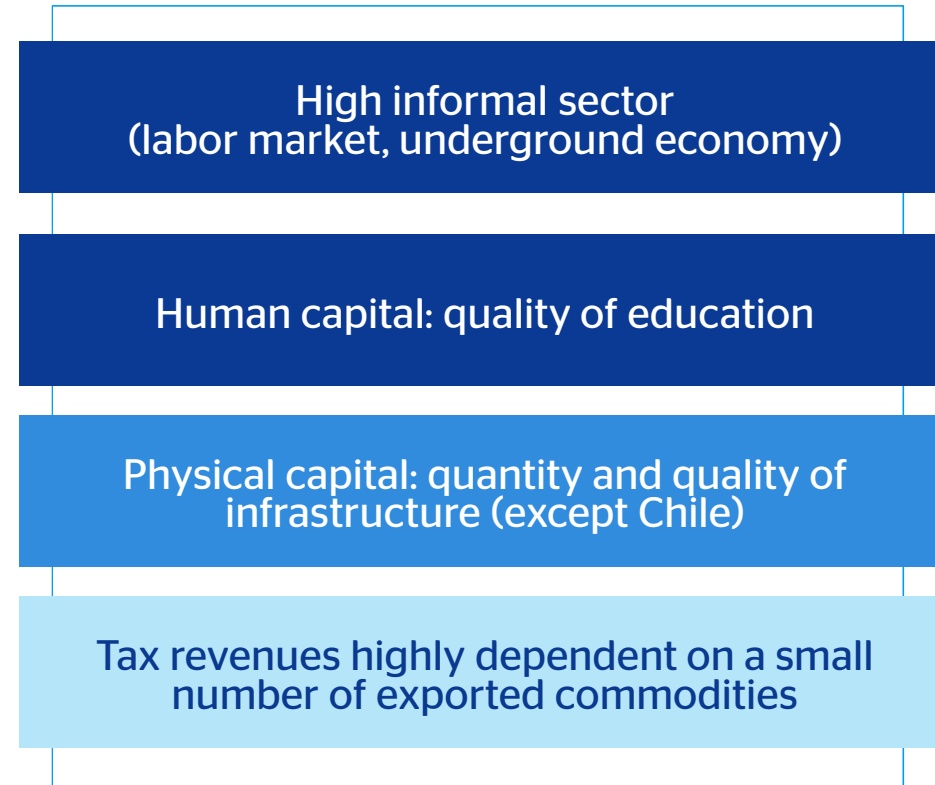 High informal sector
(labor market, underground economy)
Human capital: quality of education
Physical capital: quantity and quality of
infrastructure (except Chile)
Tax revenues highly dependent on a small
number of exported commodities